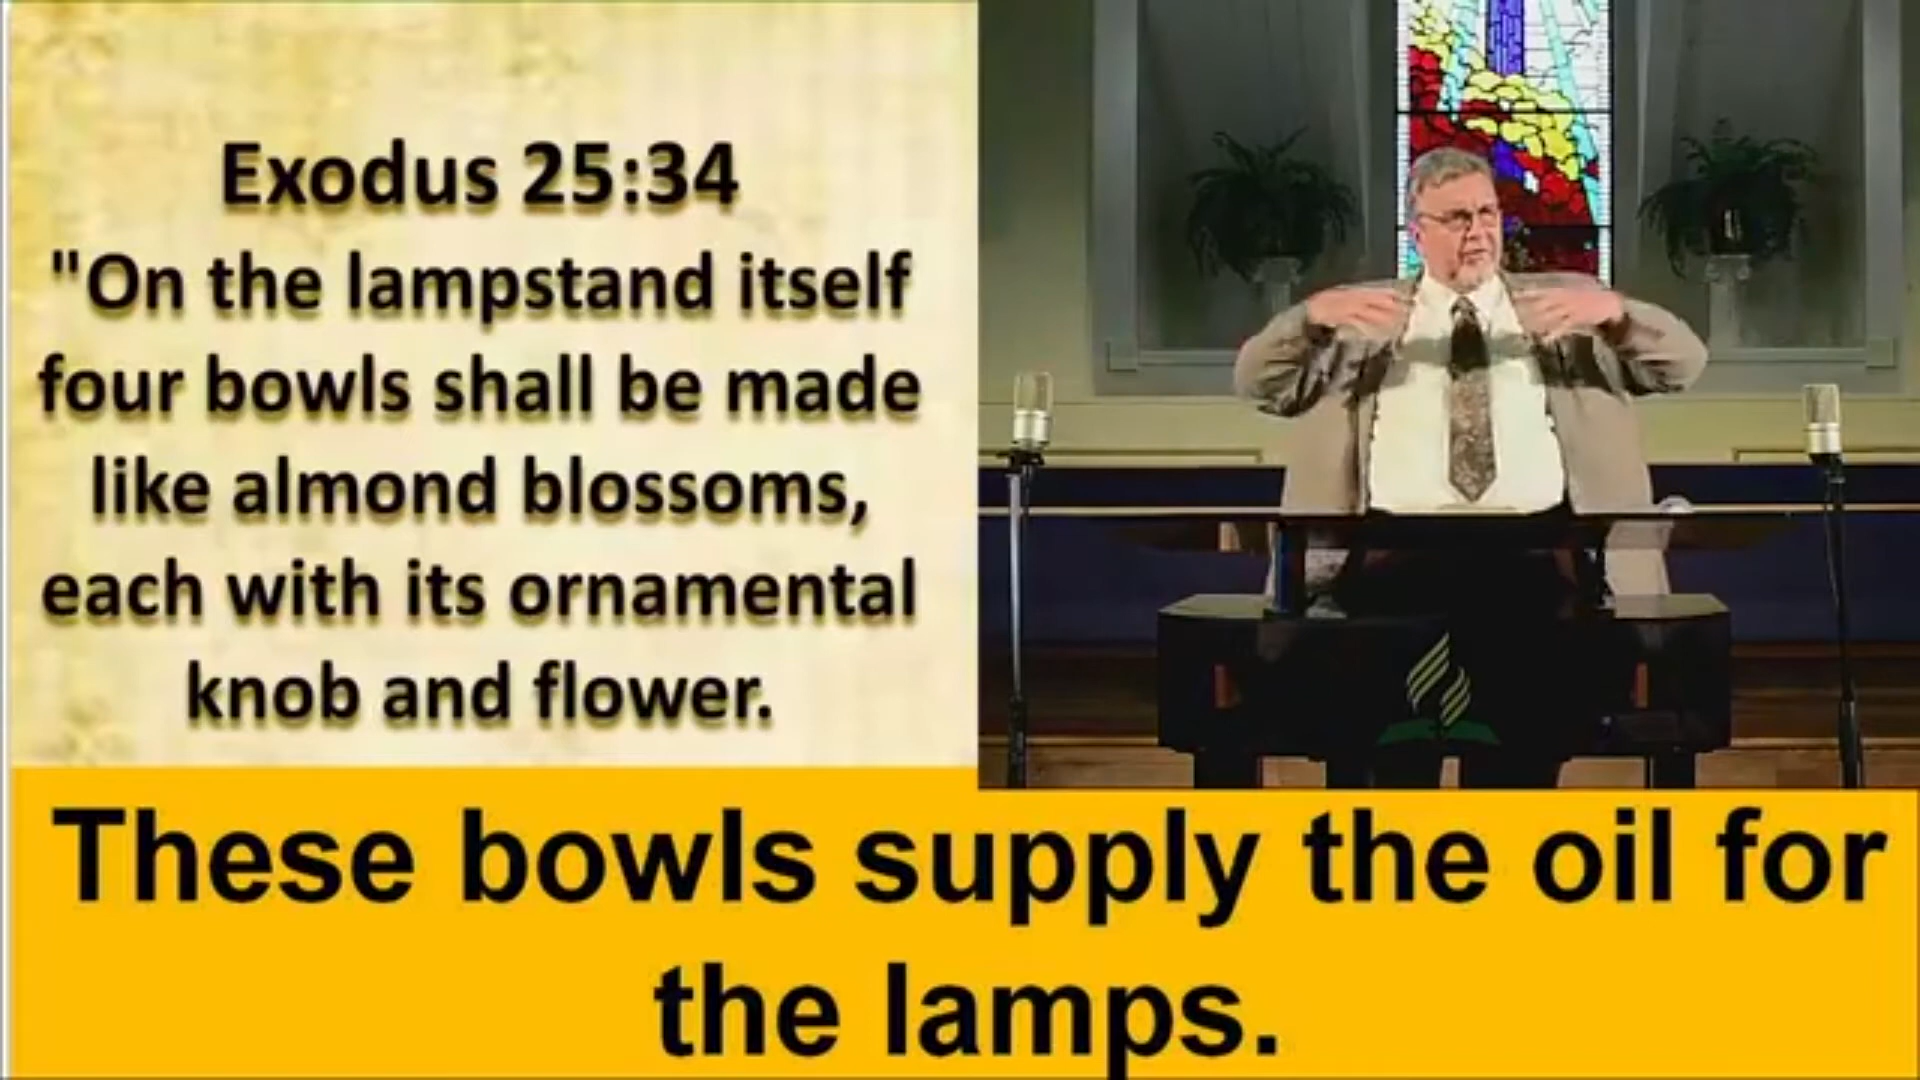 Exodus 25:34
"On the lampstand itself
four bowls shall be made
like almond blossoms,
each with its ornamental
knob and flower.
These bowls supply the oil for
the lamps.